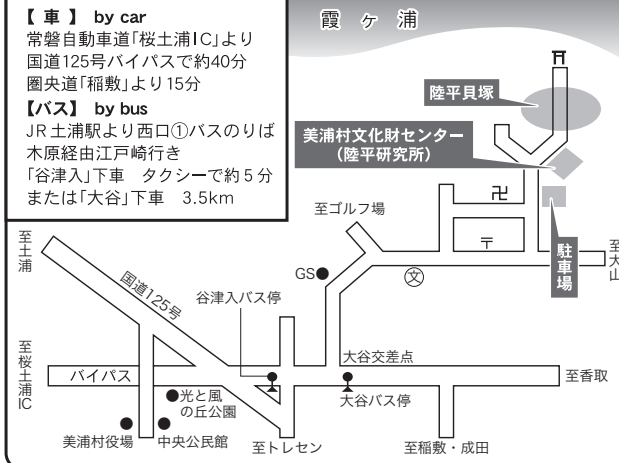 【 車 】 by car
常磐自動車道「桜土浦IC」より
国道125号バイパスで約40分
圏央道「稲敷」より15分
【バス】 by bus
JR土浦駅より西口①バスのりば
木原経由江戸崎行き
「谷津入」下車 タクシーで約5分
または「大谷」下車 3.5km
霞ヶ浦
陸平貝塚
美浦村文化財センター
(陸平研究所)
卍
至ゴルフ場
〒
駐車場
至大山
至土浦
GS
文
国道125号
谷津入バス停
大谷交差点
至桜土浦IC
バイパス
至香取
光と風
の丘公園
大谷バス停
美浦村役場
中央公民館
至トレセン
至稲敷・成田